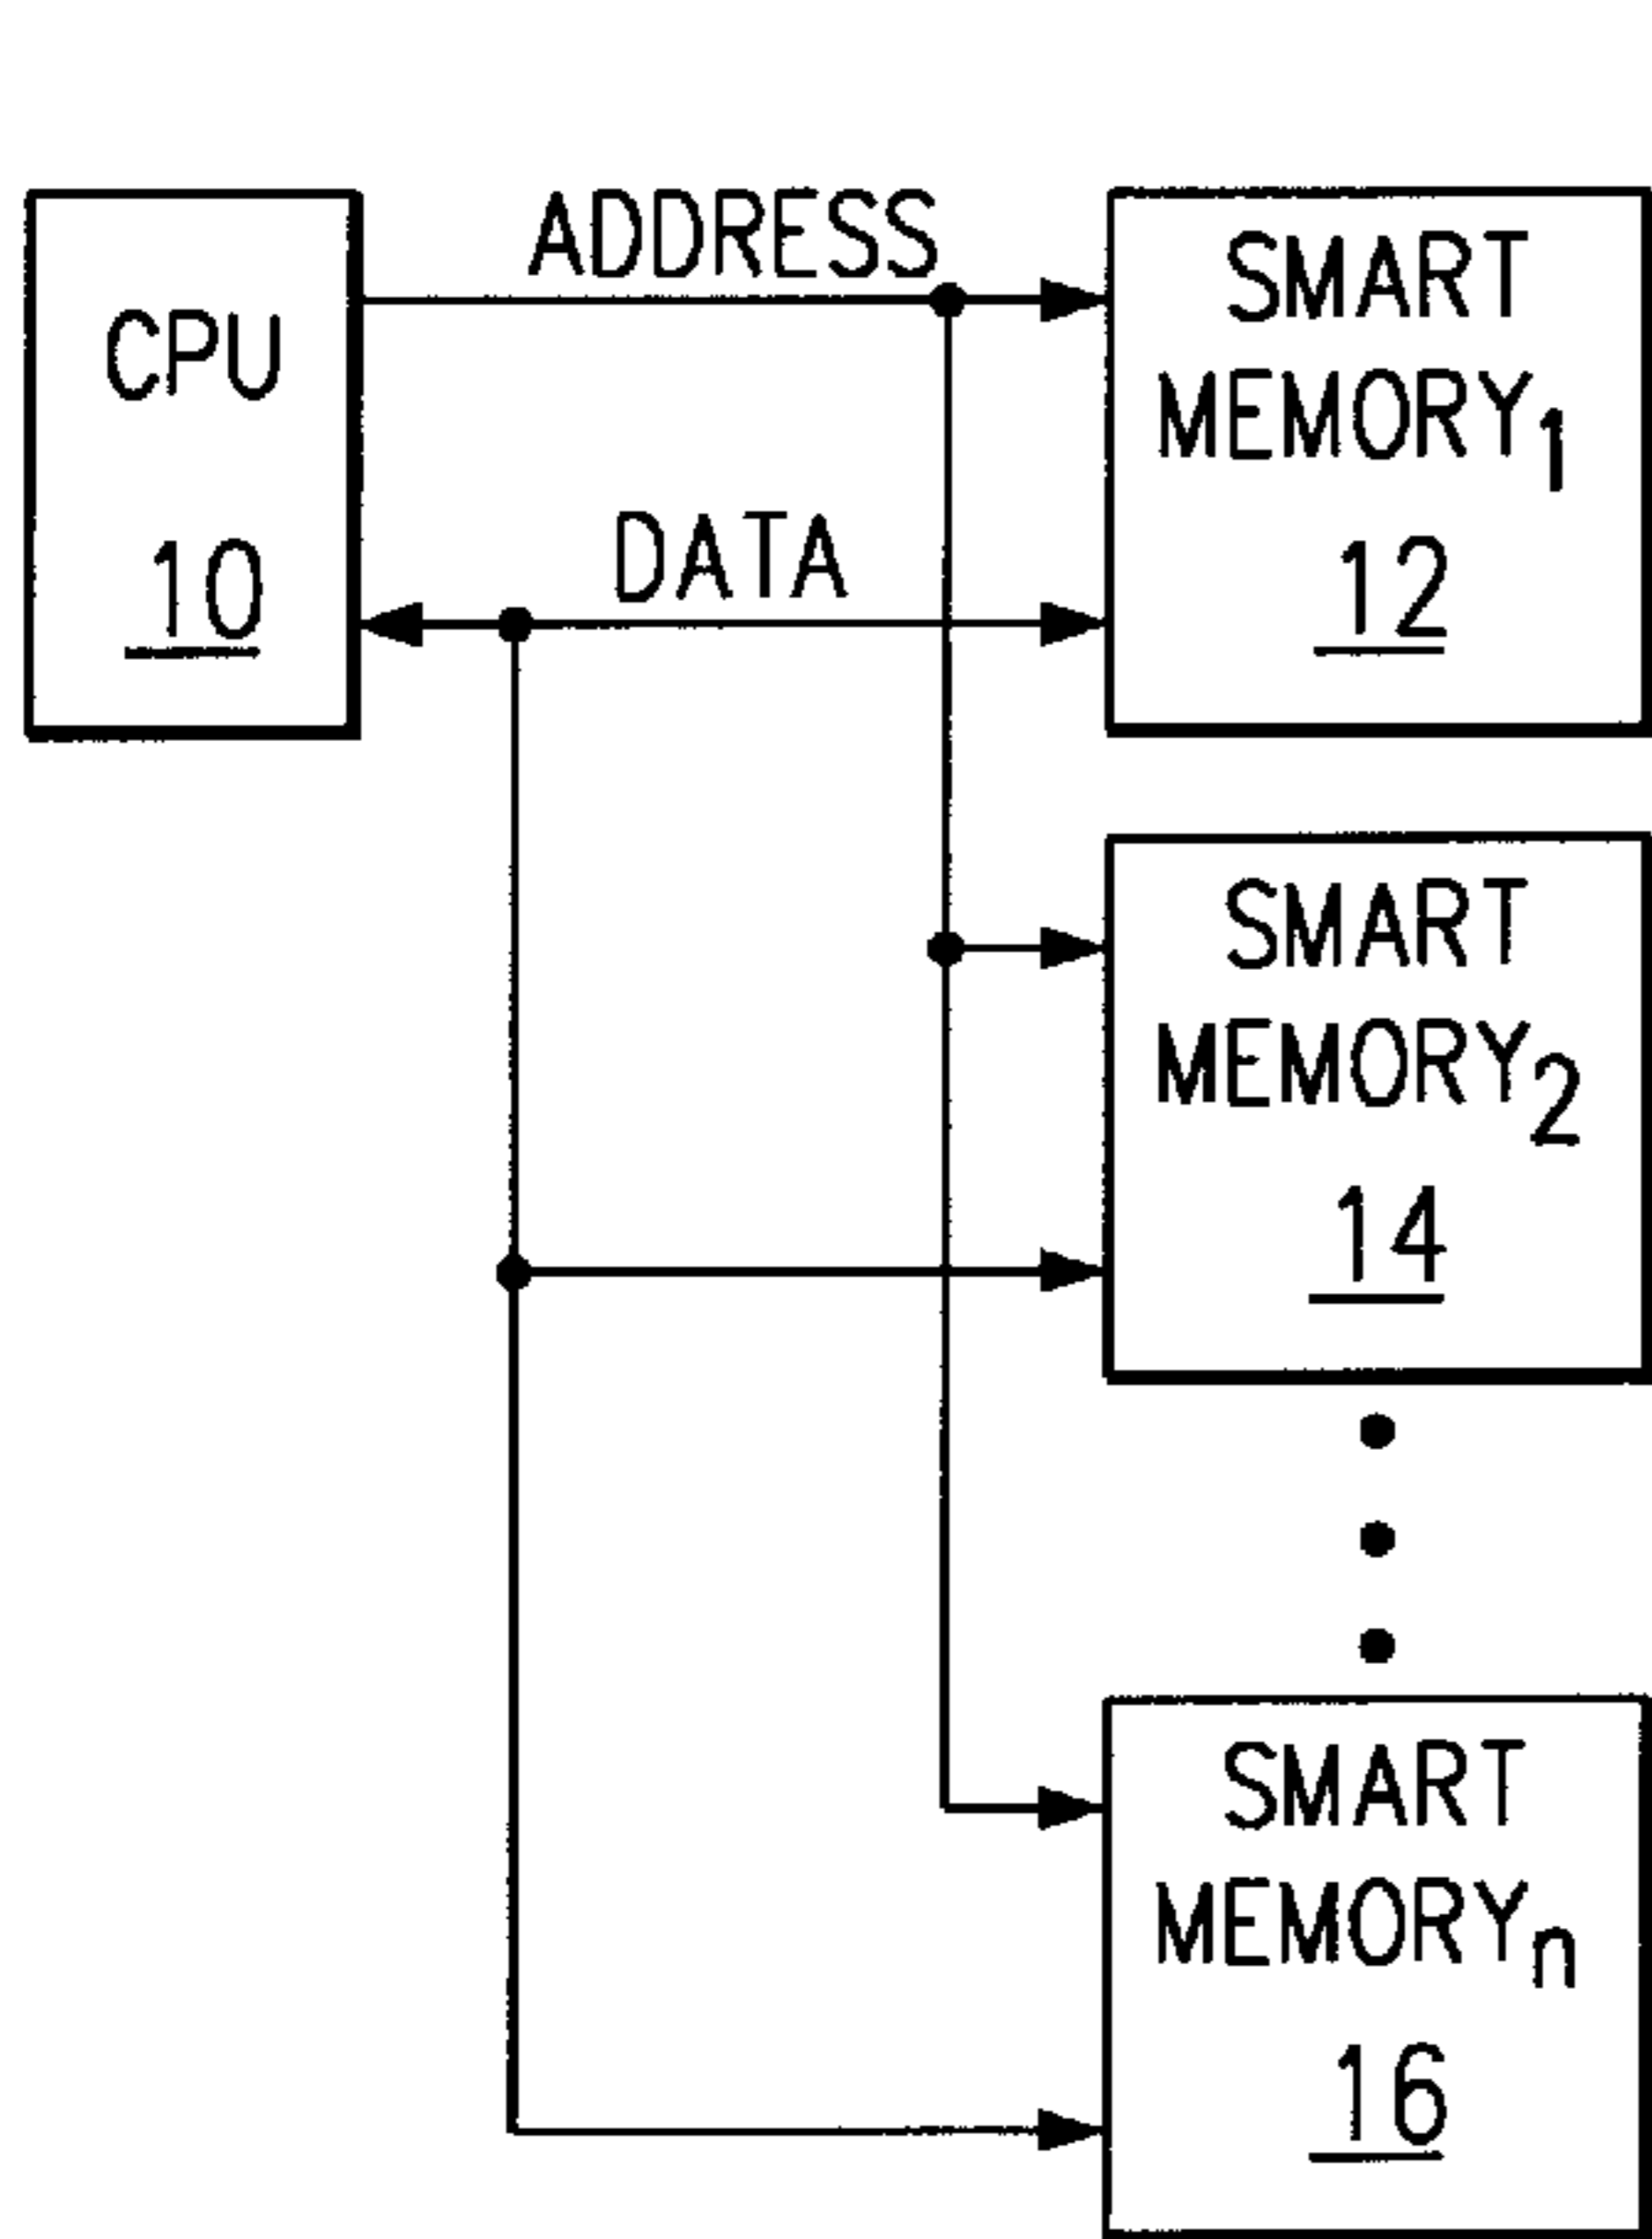 CPU
10
ADDRESS
DATA
SMART
MEMORY₁
12
SMART
MEMORY₂
14
SMART
MEMORYₙ
16